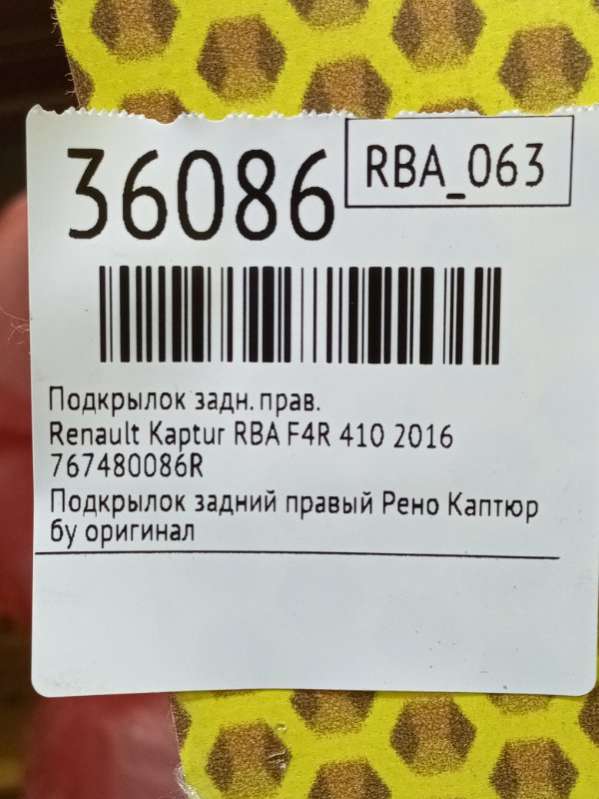 36086
RBA_063
Подкрылок задн. прав.
Renault Kaptur RBA F4R 410 2016
767480086R
Подкрылок задний правый Рено Каптюр
бу оригинал